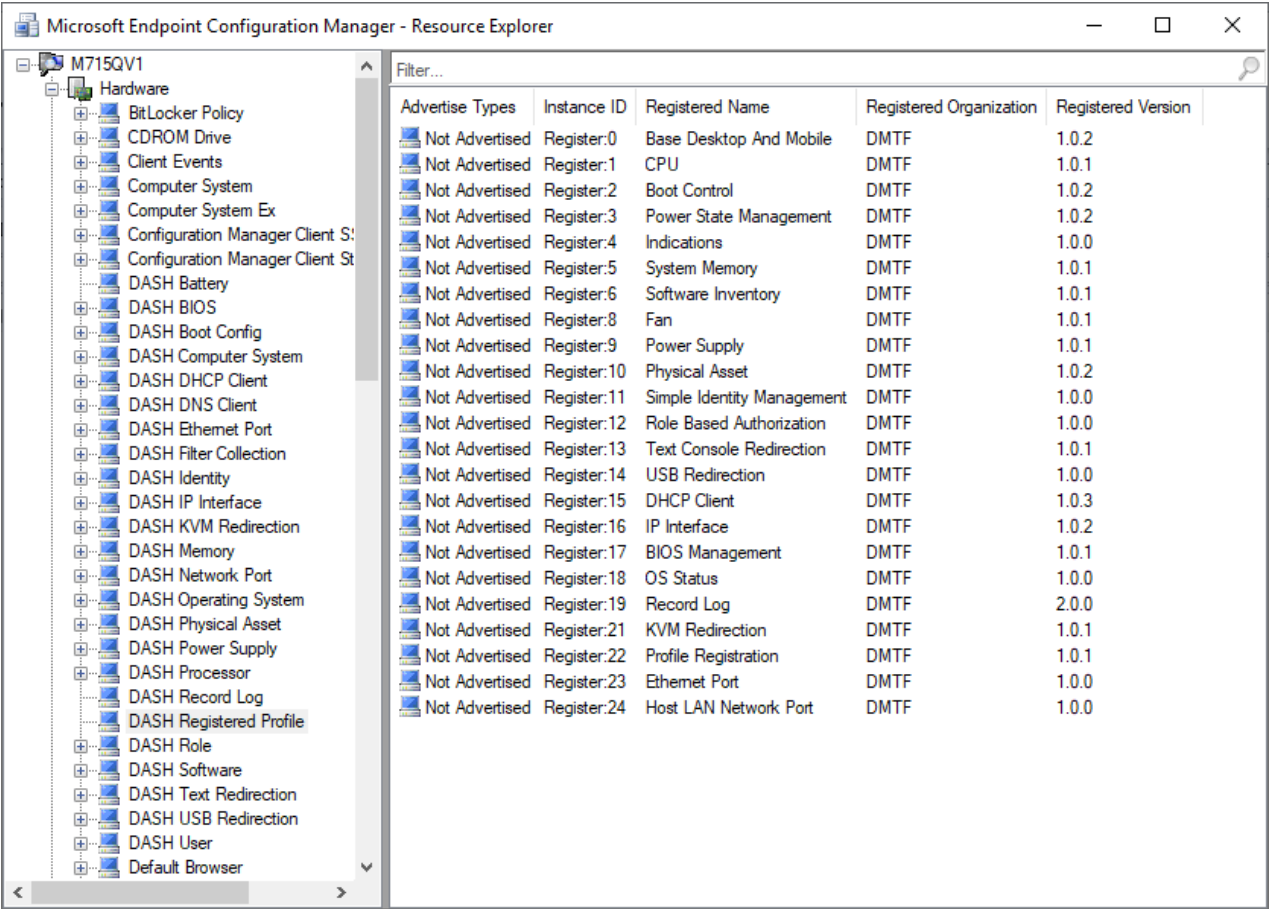 Microsoft Endpoint Configuration Manager - Resource Explorer
M715QV1
Hardware
BitLocker Policy
CDROM Drive
Client Events
Computer System
Computer System Ex
Configuration Manager Client S
Configuration Manager Client St
DASH Battery
DASH BIOS
DASH Boot Config
DASH Computer System
DASH DHCP Client
DASH DNS Client
DASH Ethernet Port
DASH Filter Collection
DASH Identity
DASH IP Interface
DASH KVM Redirection
DASH Memory
DASH Network Port
DASH Operating System
DASH Physical Asset
DASH Power Supply
DASH Processor
DASH Record Log
DASH Registered Profile
DASH Role
DASH Software
DASH Text Redirection
DASH USB Redirection
DASH User
Default Browser
Filter...
Advertise Types Instance ID Registered Name Registered Organization Registered Version
Not Advertised Register:0 Base Desktop And Mobile DMTF 1.0.2
Not Advertised Register:1 CPU DMTF 1.0.1
Not Advertised Register:2 Boot Control DMTF 1.0.2
Not Advertised Register:3 Power State Management DMTF 1.0.2
Not Advertised Register:4 Indications DMTF 1.0.0
Not Advertised Register:5 System Memory DMTF 1.0.1
Not Advertised Register:6 Software Inventory DMTF 1.0.1
Not Advertised Register:8 Fan DMTF 1.0.1
Not Advertised Register:9 Power Supply DMTF 1.0.1
Not Advertised Register:10 Physical Asset DMTF 1.0.2
Not Advertised Register:11 Simple Identity Management DMTF 1.0.0
Not Advertised Register:12 Role Based Authorization DMTF 1.0.0
Not Advertised Register:13 Text Console Redirection DMTF 1.0.1
Not Advertised Register:14 USB Redirection DMTF 1.0.0
Not Advertised Register:15 DHCP Client DMTF 1.0.3
Not Advertised Register:16 IP Interface DMTF 1.0.2
Not Advertised Register:17 BIOS Management DMTF 1.0.1
Not Advertised Register:18 OS Status DMTF 1.0.0
Not Advertised Register:19 Record Log DMTF 2.0.0
Not Advertised Register:21 KVM Redirection DMTF 1.0.1
Not Advertised Register:22 Profile Registration DMTF 1.0.1
Not Advertised Register:23 Ethernet Port DMTF 1.0.0
Not Advertised Register:24 Host LAN Network Port DMTF 1.0.0